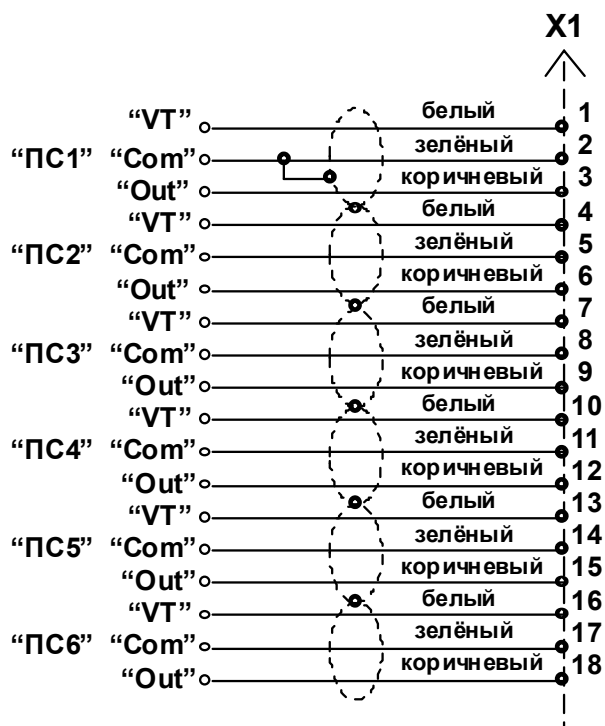 X1
“VT” белый 1
“ПС1” “Com” зелёный 2
“Out” коричневый 3
“VT” белый 4
“ПС2” “Com” зелёный 5
“Out” коричневый 6
“VT” белый 7
“ПС3” “Com” зелёный 8
“Out” коричневый 9
“VT” белый 10
“ПС4” “Com” зелёный 11
“Out” коричневый 12
“VT” белый 13
“ПС5” “Com” зелёный 14
“Out” коричневый 15
“VT” белый 16
“ПС6” “Com” зелёный 17
“Out” коричневый 18